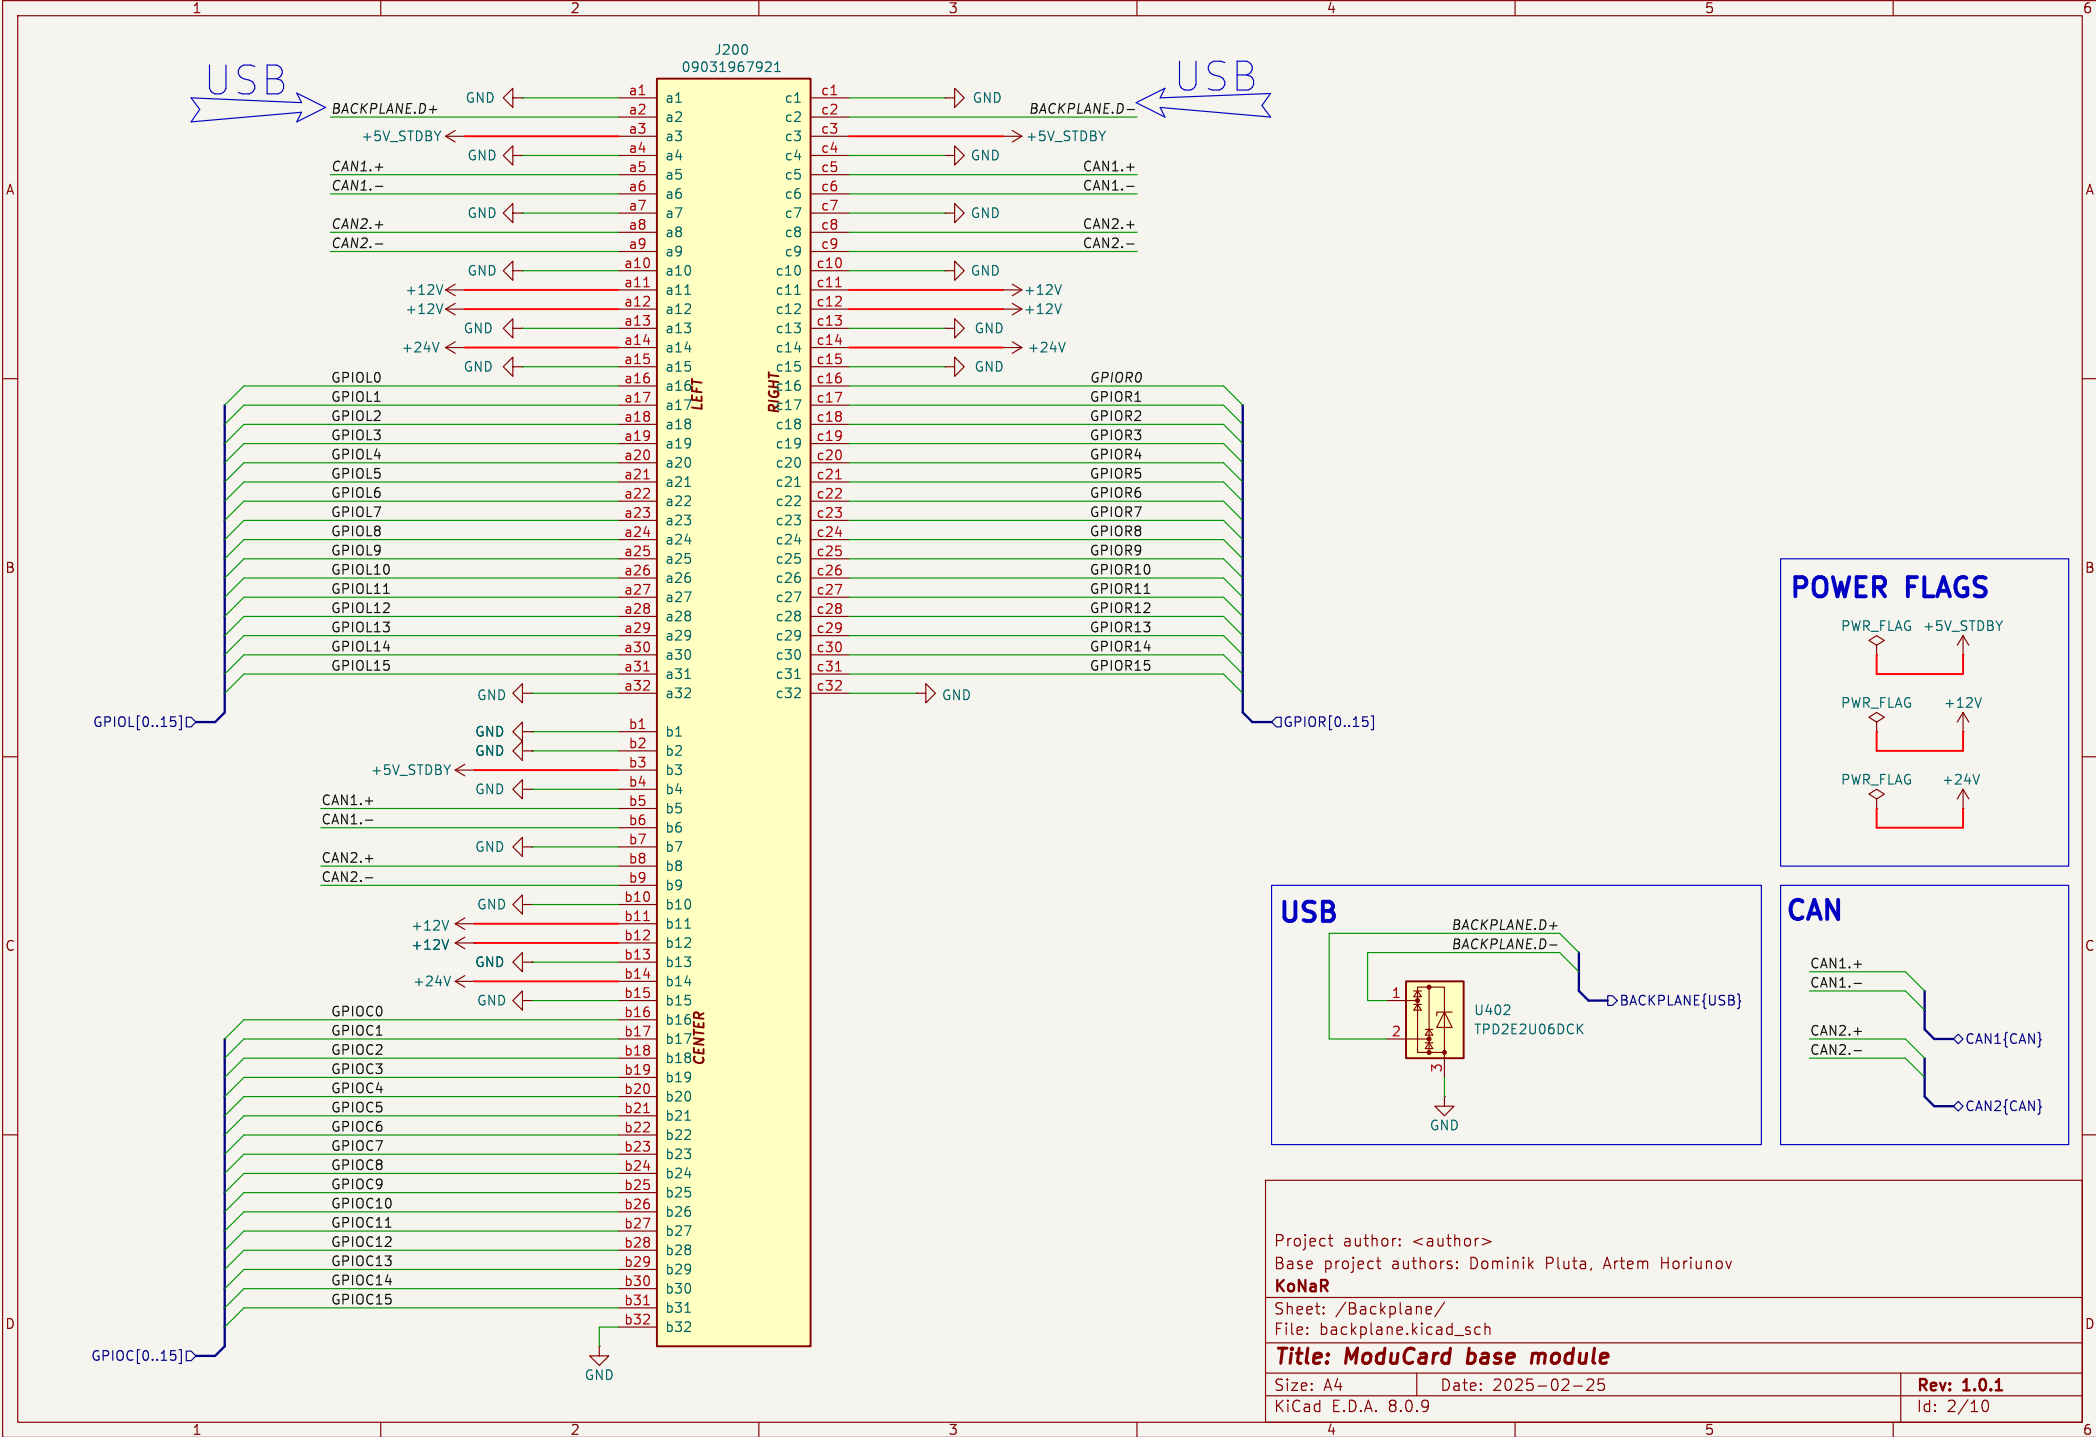 1 2 3 4 5 6
J200
09031967921
USB
USB
GND a1 a1 c1 c1 GND
BACKPLANE.D+ a2 a2 c2 c2 BACKPLANE.D-
+5V_STDBY a3 a3 c3 c3 +5V_STDBY
GND a4 a4 c4 c4 GND
CAN1.+ a5 a5 c5 c5 CAN1.+
A CAN1.- a6 a6 c6 c6 CAN1.- A
GND a7 a7 c7 c7 GND
CAN2.+ a8 a8 c8 c8 CAN2.+
CAN2.- a9 a9 c9 c9 CAN2.-
GND a10 a10 c10 c10 GND
+12V a11 a11 c11 c11 +12V
+12V a12 a12 c12 c12 +12V
GND a13 a13 c13 c13 GND
+24V a14 a14 c14 c14 +24V
GND a15 a15 c15 c15 GND
GPIOL0 a16 a16 c16 c16 GPIOR0
LEFT
RIGHT
GPIOL1 a17 a17 c17 c17 GPIOR1
GPIOL2 a18 a18 c18 c18 GPIOR2
GPIOL3 a19 a19 c19 c19 GPIOR3
GPIOL4 a20 a20 c20 c20 GPIOR4
GPIOL5 a21 a21 c21 c21 GPIOR5
GPIOL6 a22 a22 c22 c22 GPIOR6
GPIOL7 a23 a23 c23 c23 GPIOR7
GPIOL8 a24 a24 c24 c24 GPIOR8
GPIOL9 a25 a25 c25 c25 GPIOR9
B GPIOL10 a26 a26 c26 c26 GPIOR10 B
GPIOL11 a27 a27 c27 c27 GPIOR11
GPIOL12 a28 a28 c28 c28 GPIOR12
GPIOL13 a29 a29 c29 c29 GPIOR13
GPIOL14 a30 a30 c30 c30 GPIOR14
GPIOL15 a31 a31 c31 c31 GPIOR15
GND a32 a32 c32 c32 GND
GPIOL[0..15]
GPIOR[0..15]
POWER FLAGS
PWR_FLAG +5V_STDBY
PWR_FLAG +12V
PWR_FLAG +24V
GND b1 b1
GND b2 b2
+5V_STDBY b3 b3
GND b4 b4
CAN1.+ b5 b5
CAN1.- b6 b6
GND b7 b7
CAN2.+ b8 b8
CAN2.- b9 b9
GND b10 b10
+12V b11 b11
C +12V b12 b12 C
GND b13 b13
+24V b14 b14
GND b15 b15
GPIOC0 b16 b16
CENTER
GPIOC1 b17 b17
GPIOC2 b18 b18
GPIOC3 b19 b19
GPIOC4 b20 b20
GPIOC5 b21 b21
GPIOC6 b22 b22
GPIOC7 b23 b23
GPIOC8 b24 b24
GPIOC9 b25 b25
GPIOC10 b26 b26
GPIOC11 b27 b27
GPIOC12 b28 b28
GPIOC13 b29 b29
GPIOC14 b30 b30
GPIOC15 b31 b31
D b32 b32 D
GPIOC[0..15]
GND
USB
BACKPLANE.D+
BACKPLANE.D-
BACKPLANE{USB}
1
2
3
U402
TPD2E2U06DCK
GND
CAN
CAN1.+
CAN1.-
CAN1{CAN}
CAN2.+
CAN2.-
CAN2{CAN}
Project author: <author>
Base project authors: Dominik Pluta, Artem Horiunov
KoNaR
Sheet: /Backplane/
File: backplane.kicad_sch
Title: ModuCard base module
Size: A4 Date: 2025-02-25 Rev: 1.0.1
KiCad E.D.A. 8.0.9 Id: 2/10
1 2 3 4 5 6